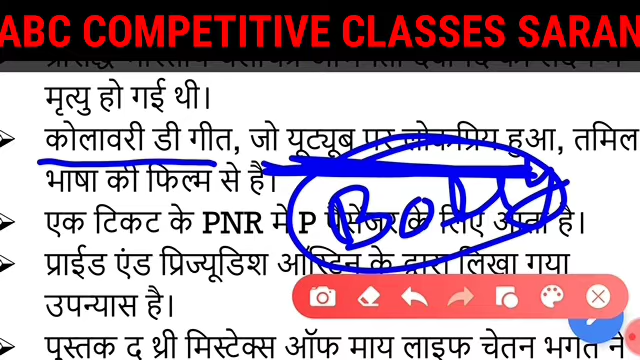 ABC COMPETITIVE CLASSES SARAN
मृत्यु हो गई थी।
कोलावरी डी गीत, जो यूट्यूब पर लोकप्रिय हुआ, तमिल
भाषा की फिल्म से है।
एक टिकट के PNR मे P पैसेंजर के लिए आता है।
प्राईड एंड प्रिज्यूडिश ऑस्टिन के द्वारा लिखा गया
उपन्यास है।
पुस्तक द थ्री मिस्टेक्स ऑफ माय लाइफ चेतन भगत ने